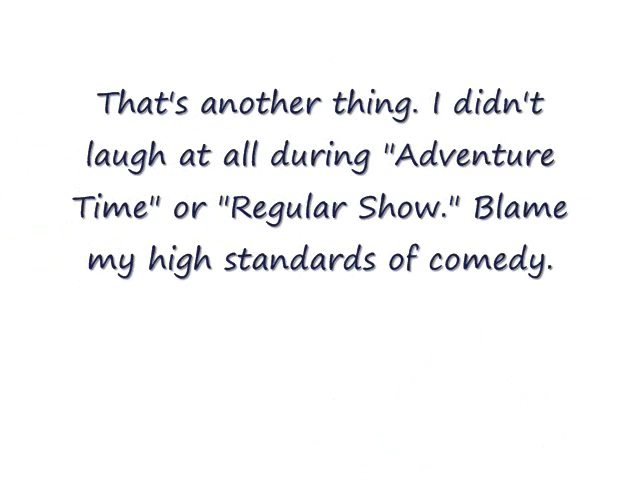 That's another thing. I didn't
laugh at all during "Adventure
Time" or "Regular Show." Blame
my high standards of comedy.